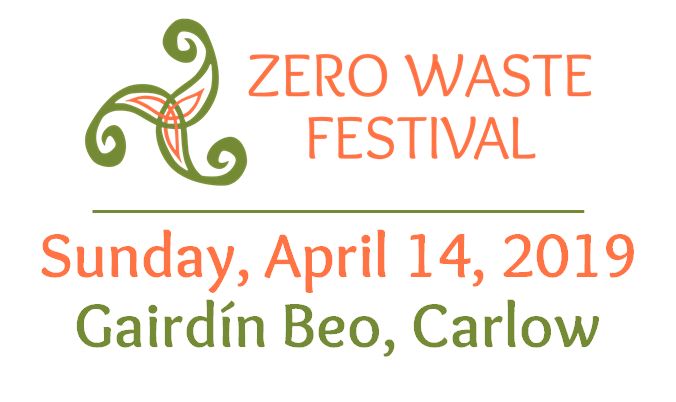 ZERO WASTE
FESTIVAL
Sunday, April 14, 2019
Gairdín Beo, Carlow